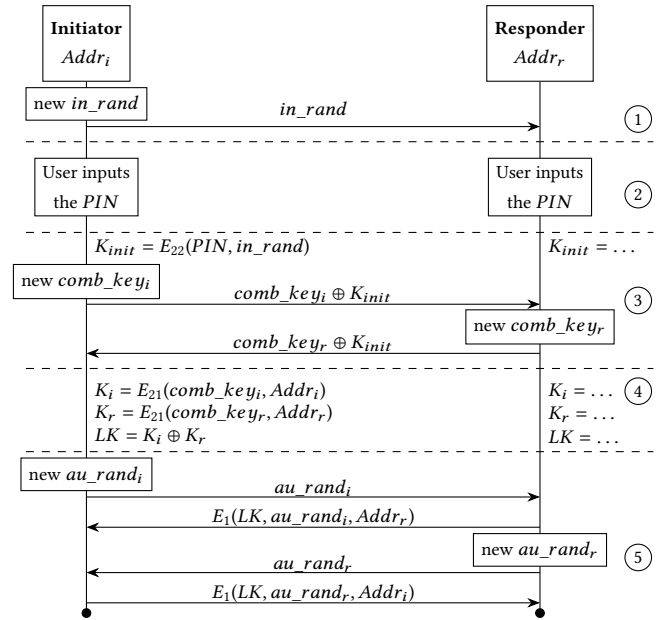 Initiator
Addr_i
Responder
Addr_r
new in_rand
in_rand
①
User inputs
the PIN
User inputs
the PIN
②
K_init = E_22(PIN, in_rand)
K_init = ...
new comb_key_i
comb_key_i ⊕ K_init
③
new comb_key_r
comb_key_r ⊕ K_init
K_i = E_21(comb_key_i, Addr_i)
K_i = ...
④
K_r = E_21(comb_key_r, Addr_r)
K_r = ...
LK = K_i ⊕ K_r
LK = ...
new au_rand_i
au_rand_i
E_1(LK, au_rand_i, Addr_r)
new au_rand_r
au_rand_r
⑤
E_1(LK, au_rand_r, Addr_i)